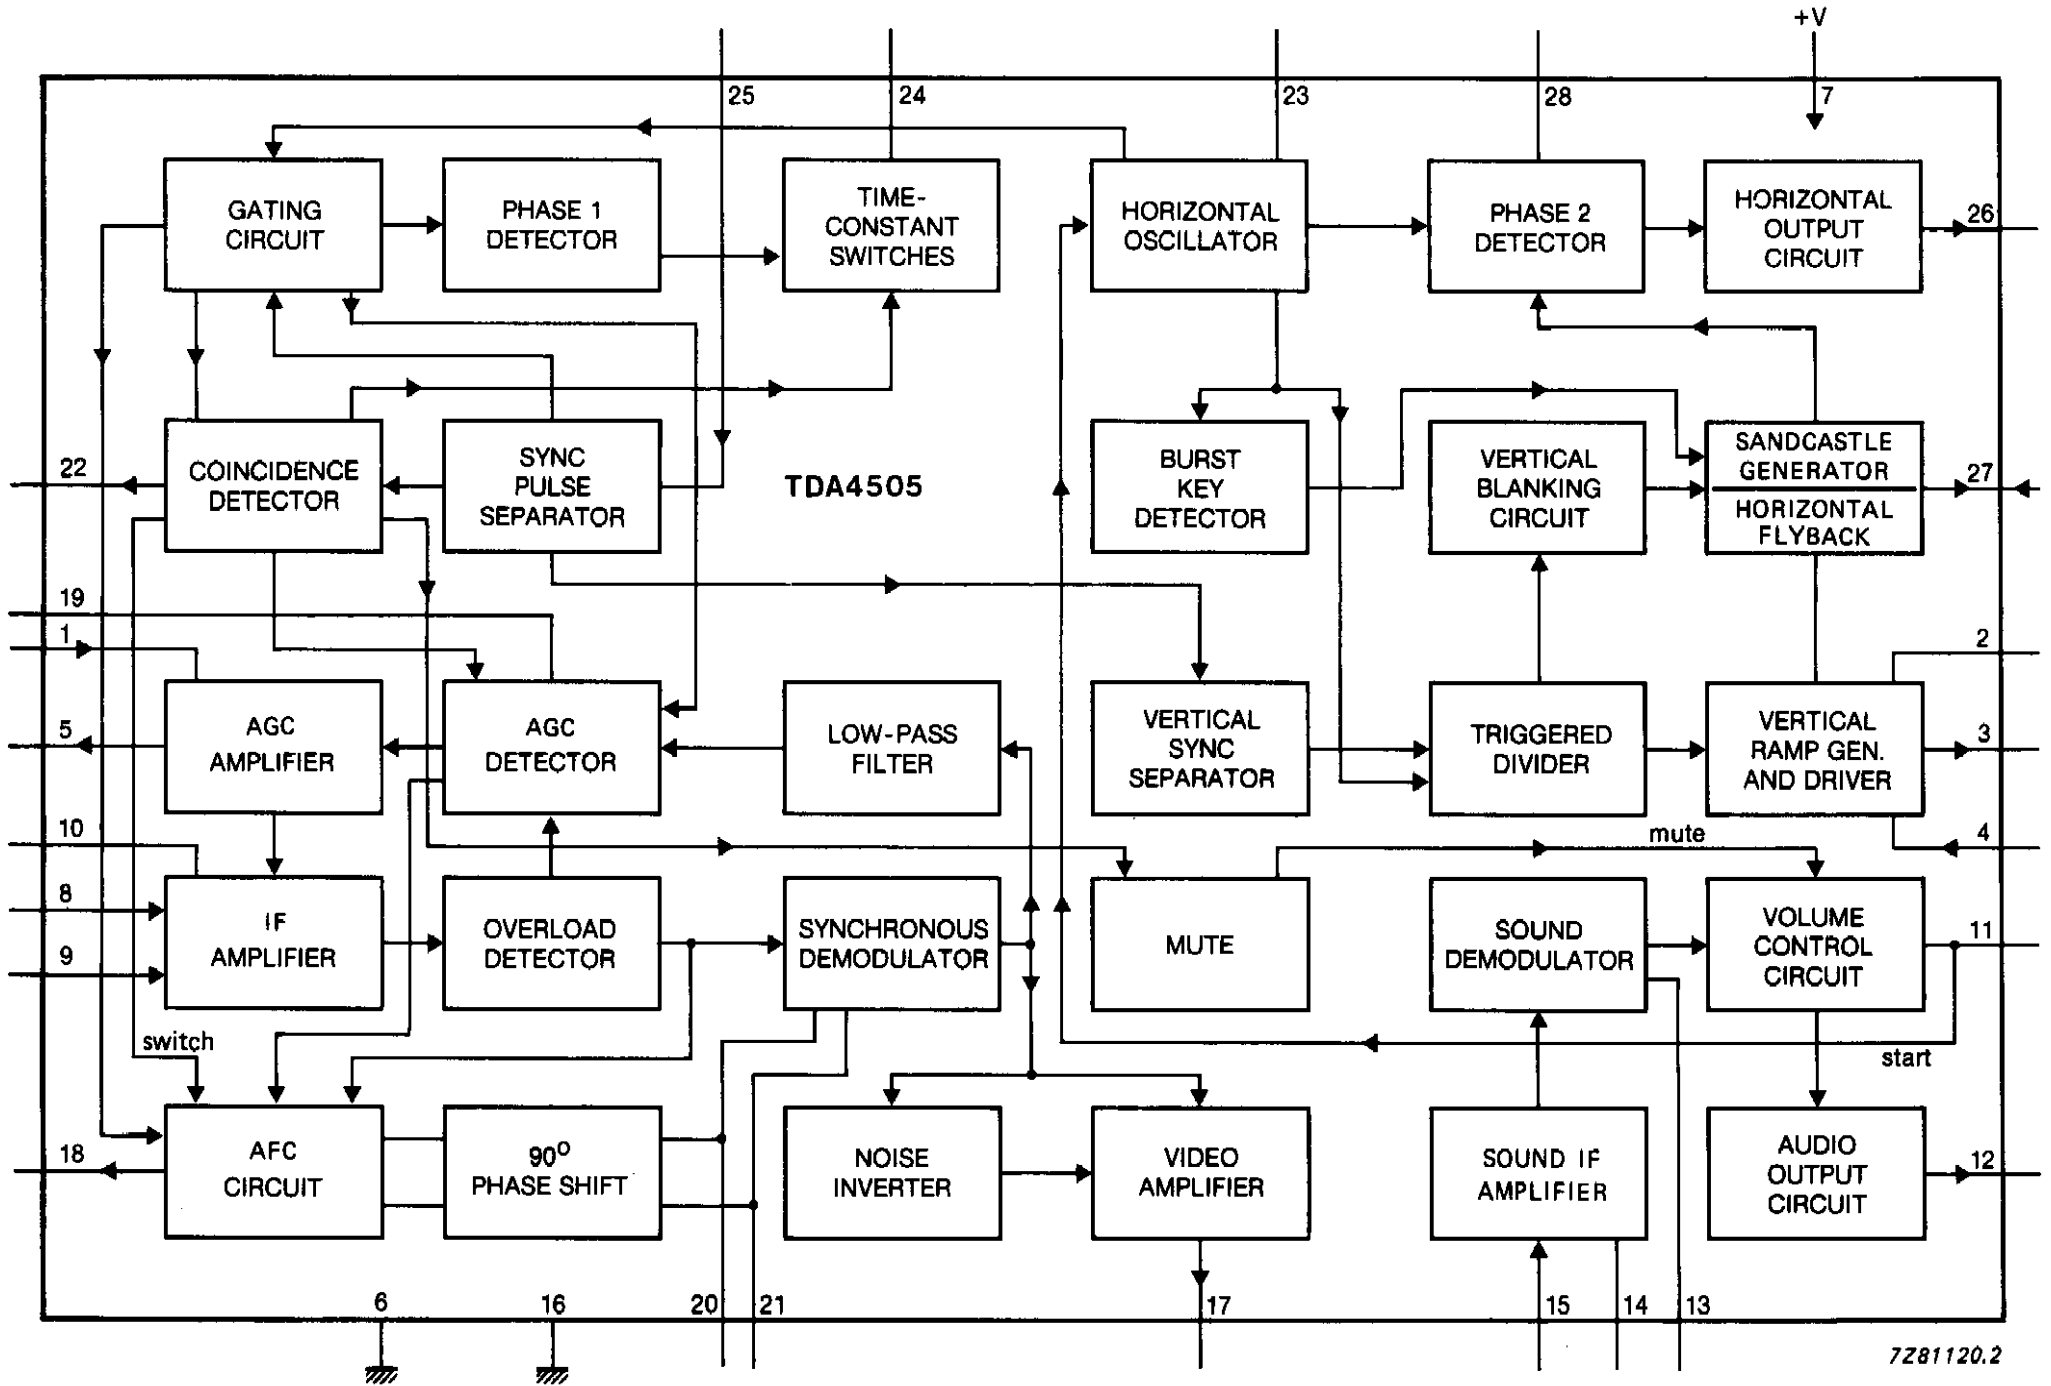 +V
25
24
23
28
7
GATING
CIRCUIT
PHASE 1
DETECTOR
TIME-
CONSTANT
SWITCHES
HORIZONTAL
OSCILLATOR
PHASE 2
DETECTOR
HORIZONTAL
OUTPUT
CIRCUIT
26
22
COINCIDENCE
DETECTOR
SYNC
PULSE
SEPARATOR
TDA4505
BURST
KEY
DETECTOR
VERTICAL
BLANKING
CIRCUIT
SANDCASTLE
GENERATOR
HORIZONTAL
FLYBACK
27
19
1
2
5
AGC
AMPLIFIER
AGC
DETECTOR
LOW-PASS
FILTER
VERTICAL
SYNC
SEPARATOR
TRIGGERED
DIVIDER
VERTICAL
RAMP GEN.
AND DRIVER
3
10
mute
4
8
9
IF
AMPLIFIER
OVERLOAD
DETECTOR
SYNCHRONOUS
DEMODULATOR
MUTE
SOUND
DEMODULATOR
VOLUME
CONTROL
CIRCUIT
11
switch
start
18
AFC
CIRCUIT
90°
PHASE SHIFT
NOISE
INVERTER
VIDEO
AMPLIFIER
SOUND IF
AMPLIFIER
AUDIO
OUTPUT
CIRCUIT
12
6
16
20
21
17
15
14
13
7Z81120.2